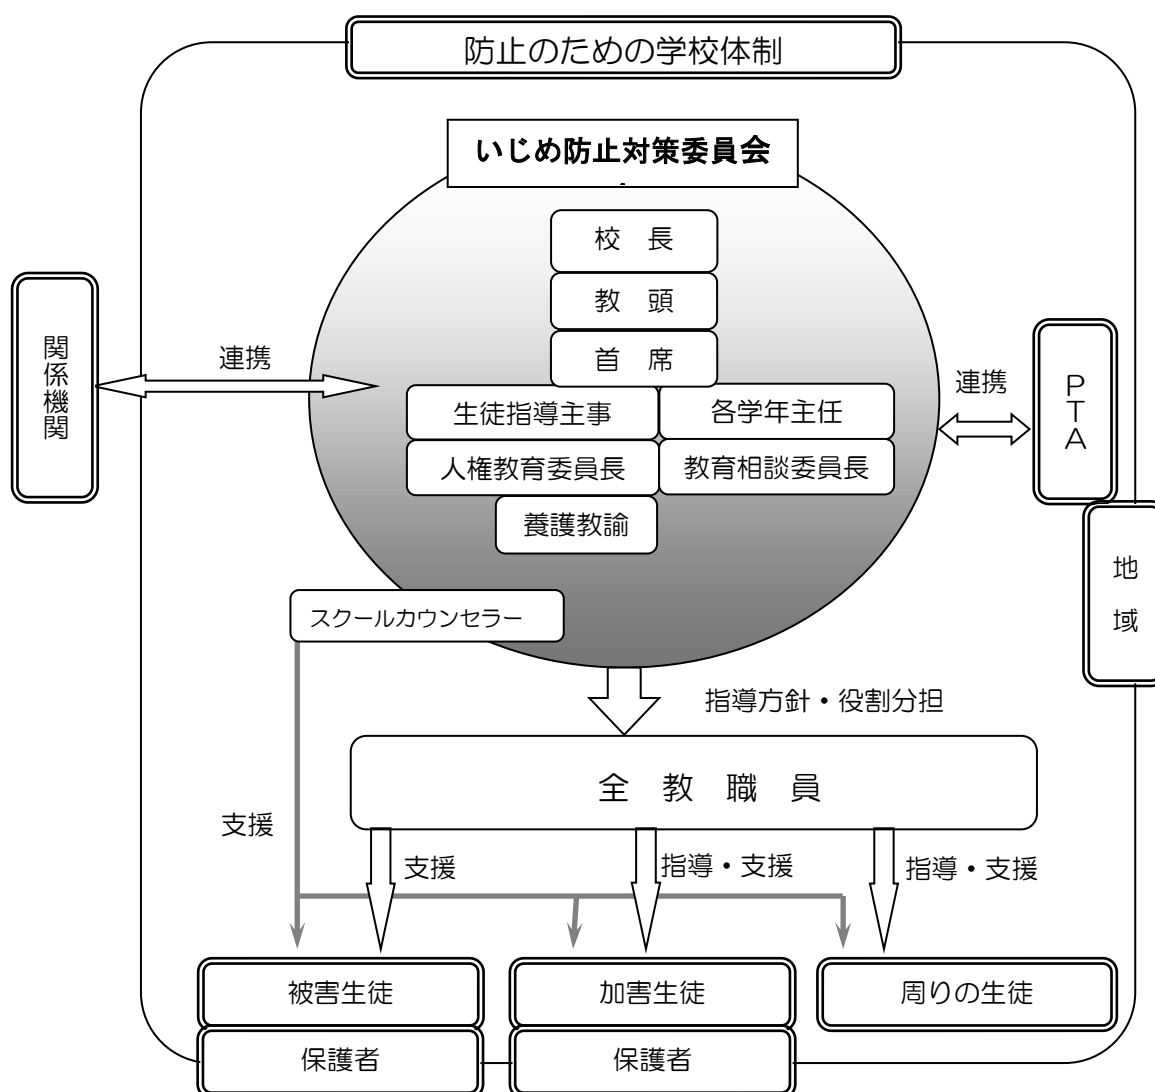 防止のための学校体制
いじめ防止対策委員会
校　長
教　頭
首　席
生徒指導主事
各学年主任
人権教育委員長
教育相談委員長
養護教諭
スクールカウンセラー
関係機関
連携
連携
PTA
地域
指導方針・役割分担
全　教　職　員
支援
支援
指導・支援
指導・支援
被害生徒
加害生徒
周りの生徒
保護者
保護者